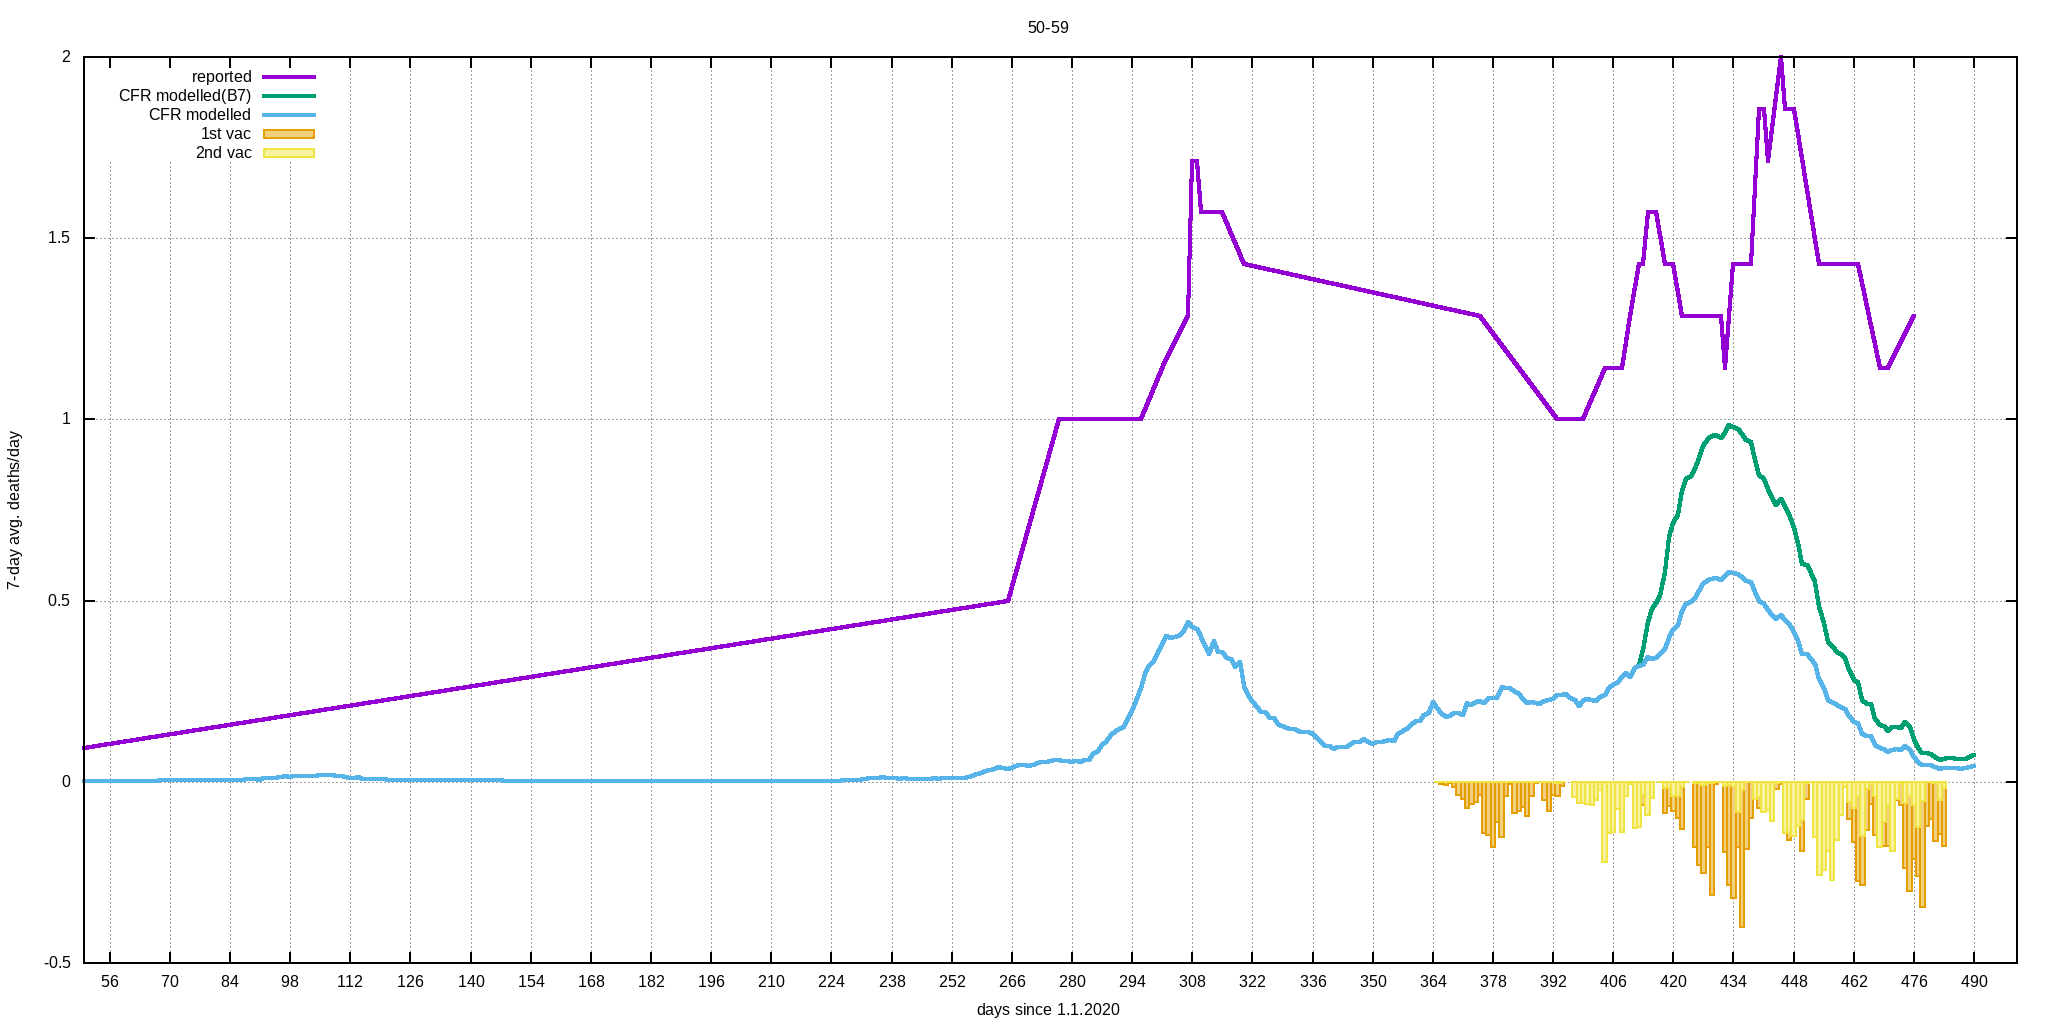 50-59
reported
CFR modelled(B7)
CFR modelled
1st vac
2nd vac
7-day avg. deaths/day
2
1.5
1
0.5
0
-0.5
56 70 84 98 112 126 140 154 168 182 196 210 224 238 252 266 280 294 308 322 336 350 364 378 392 406 420 434 448 462 476 490
days since 1.1.2020